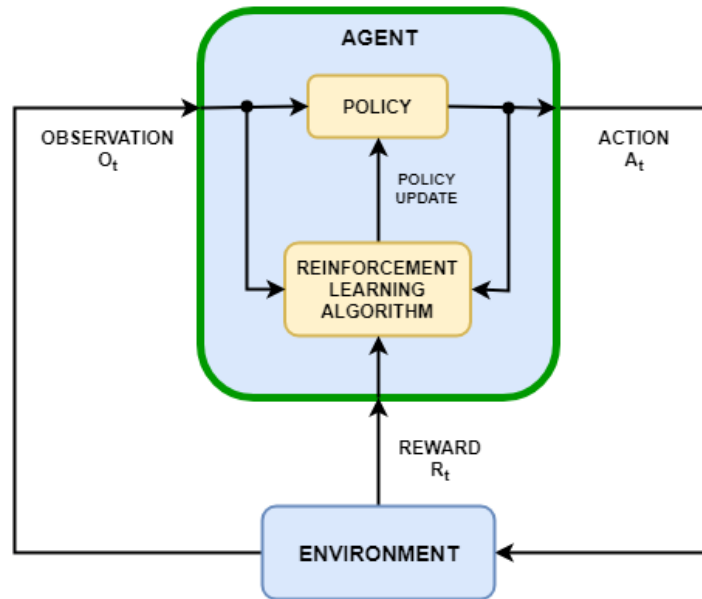 AGENT
POLICY
OBSERVATION
Oₜ
ACTION
Aₜ
POLICY
UPDATE
REINFORCEMENT
LEARNING
ALGORITHM
REWARD
Rₜ
ENVIRONMENT